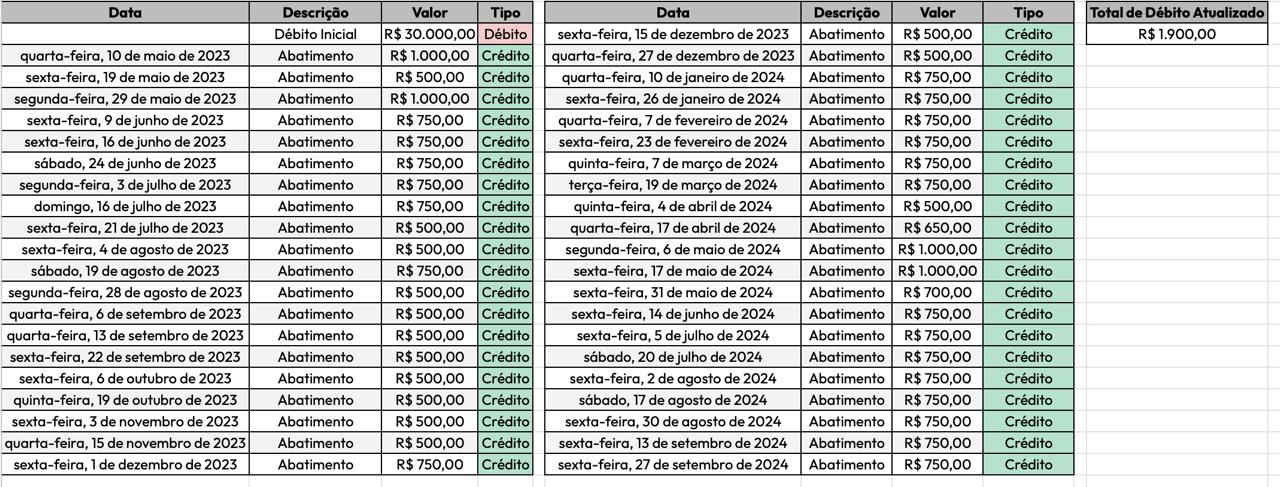 Data Descrição Valor Tipo Data Descrição Valor Tipo Total de Débito Atualizado
Débito Inicial R$ 30.000,00 Débito sexta-feira, 15 de dezembro de 2023 Abatimento R$ 500,00 Crédito R$ 1.900,00
quarta-feira, 10 de maio de 2023 Abatimento R$ 1.000,00 Crédito quarta-feira, 27 de dezembro de 2023 Abatimento R$ 500,00 Crédito
sexta-feira, 19 de maio de 2023 Abatimento R$ 500,00 Crédito quarta-feira, 10 de janeiro de 2024 Abatimento R$ 750,00 Crédito
segunda-feira, 29 de maio de 2023 Abatimento R$ 1.000,00 Crédito sexta-feira, 26 de janeiro de 2024 Abatimento R$ 750,00 Crédito
sexta-feira, 9 de junho de 2023 Abatimento R$ 750,00 Crédito quarta-feira, 7 de fevereiro de 2024 Abatimento R$ 750,00 Crédito
sexta-feira, 16 de junho de 2023 Abatimento R$ 750,00 Crédito sexta-feira, 23 de fevereiro de 2024 Abatimento R$ 750,00 Crédito
sábado, 24 de junho de 2023 Abatimento R$ 750,00 Crédito quinta-feira, 7 de março de 2024 Abatimento R$ 750,00 Crédito
segunda-feira, 3 de julho de 2023 Abatimento R$ 750,00 Crédito terça-feira, 19 de março de 2024 Abatimento R$ 750,00 Crédito
domingo, 16 de julho de 2023 Abatimento R$ 750,00 Crédito quinta-feira, 4 de abril de 2024 Abatimento R$ 500,00 Crédito
sexta-feira, 21 de julho de 2023 Abatimento R$ 500,00 Crédito quarta-feira, 17 de abril de 2024 Abatimento R$ 650,00 Crédito
sexta-feira, 4 de agosto de 2023 Abatimento R$ 500,00 Crédito segunda-feira, 6 de maio de 2024 Abatimento R$ 1.000,00 Crédito
sábado, 19 de agosto de 2023 Abatimento R$ 750,00 Crédito sexta-feira, 17 de maio de 2024 Abatimento R$ 1.000,00 Crédito
segunda-feira, 28 de agosto de 2023 Abatimento R$ 500,00 Crédito sexta-feira, 31 de maio de 2024 Abatimento R$ 700,00 Crédito
quarta-feira, 6 de setembro de 2023 Abatimento R$ 500,00 Crédito sexta-feira, 14 de junho de 2024 Abatimento R$ 750,00 Crédito
quarta-feira, 13 de setembro de 2023 Abatimento R$ 500,00 Crédito sexta-feira, 5 de julho de 2024 Abatimento R$ 750,00 Crédito
sexta-feira, 22 de setembro de 2023 Abatimento R$ 500,00 Crédito sábado, 20 de julho de 2024 Abatimento R$ 750,00 Crédito
sexta-feira, 6 de outubro de 2023 Abatimento R$ 500,00 Crédito sexta-feira, 2 de agosto de 2024 Abatimento R$ 750,00 Crédito
quinta-feira, 19 de outubro de 2023 Abatimento R$ 500,00 Crédito sábado, 17 de agosto de 2024 Abatimento R$ 750,00 Crédito
sexta-feira, 3 de novembro de 2023 Abatimento R$ 500,00 Crédito sexta-feira, 30 de agosto de 2024 Abatimento R$ 750,00 Crédito
quarta-feira, 15 de novembro de 2023 Abatimento R$ 500,00 Crédito sexta-feira, 13 de setembro de 2024 Abatimento R$ 750,00 Crédito
sexta-feira, 1 de dezembro de 2023 Abatimento R$ 750,00 Crédito sexta-feira, 27 de setembro de 2024 Abatimento R$ 750,00 Crédito